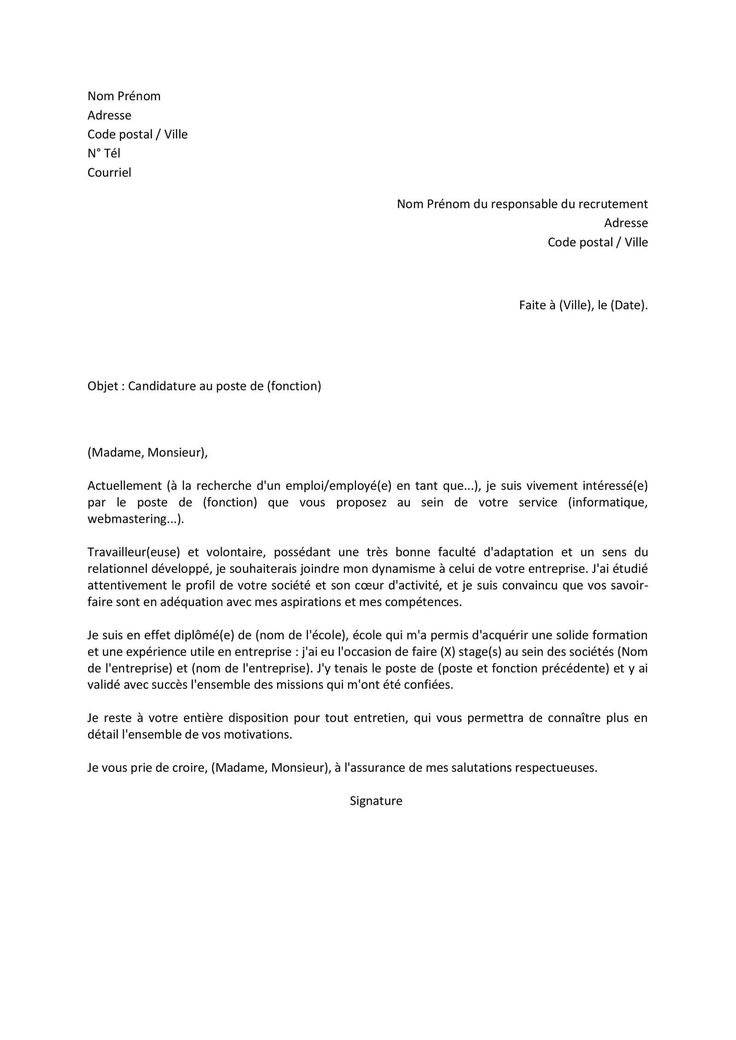 Nom Prénom
Adresse
Code postal / Ville
N° Tél
Courriel
Nom Prénom du responsable du recrutement
Adresse
Code postal / Ville
Faite à (Ville), le (Date).
Objet : Candidature au poste de (fonction)
(Madame, Monsieur),
Actuellement (à la recherche d'un emploi/employé(e) en tant que...), je suis vivement intéressé(e)
par le poste de (fonction) que vous proposez au sein de votre service (informatique,
webmastering...).
Travailleur(euse) et volontaire, possédant une très bonne faculté d'adaptation et un sens du
relationnel développé, je souhaiterais joindre mon dynamisme à celui de votre entreprise. J'ai étudié
attentivement le profil de votre société et son cœur d'activité, et je suis convaincu que vos savoir-
faire sont en adéquation avec mes aspirations et mes compétences.
Je suis en effet diplômé(e) de (nom de l'école), école qui m'a permis d'acquérir une solide formation
et une expérience utile en entreprise : j'ai eu l'occasion de faire (X) stage(s) au sein des sociétés (Nom
de l'entreprise) et (nom de l'entreprise). J'y tenais le poste de (poste et fonction précédente) et y ai
validé avec succès l'ensemble des missions qui m'ont été confiées.
Je reste à votre entière disposition pour tout entretien, qui vous permettra de connaître plus en
détail l'ensemble de vos motivations.
Je vous prie de croire, (Madame, Monsieur), à l'assurance de mes salutations respectueuses.
Signature